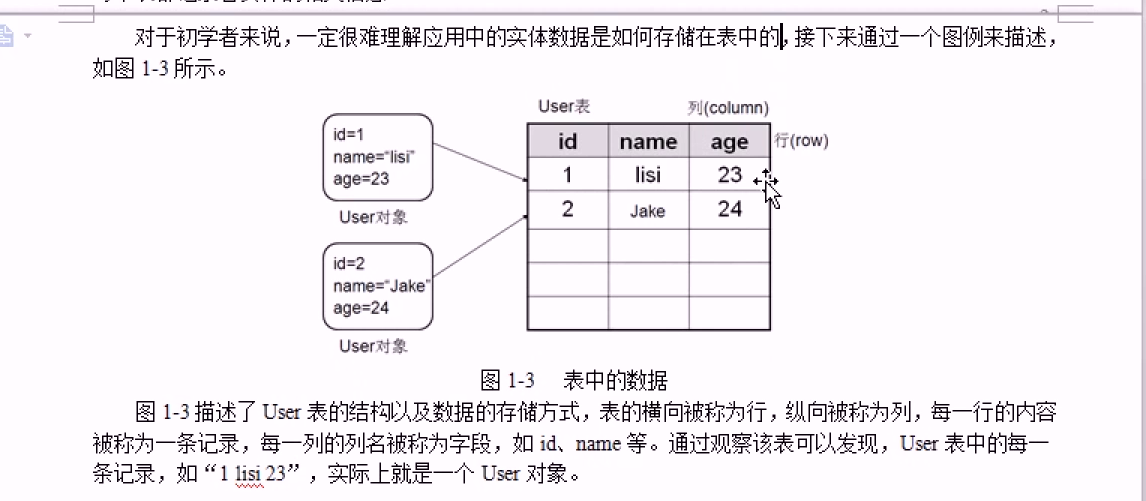 对于初学者来说，一定很难理解应用中的实体数据是如何存储在表中的，接下来通过一个图例来描述，
如图 1-3 所示。
User表
列(column)
id name age
行(row)
1 lisi 23
2 Jake 24
id=1
name=“lisi”
age=23
User对象
id=2
name=“Jake”
age=24
User对象
图 1-3 表中的数据
图 1-3 描述了 User 表的结构以及数据的存储方式，表的横向被称为行，纵向被称为列，每一行的内容
被称为一条记录，每一列的列名被称为字段，如 id、name 等。通过观察该表可以发现，User 表中的每一
条记录，如“1 lisi 23”，实际上就是一个 User 对象。